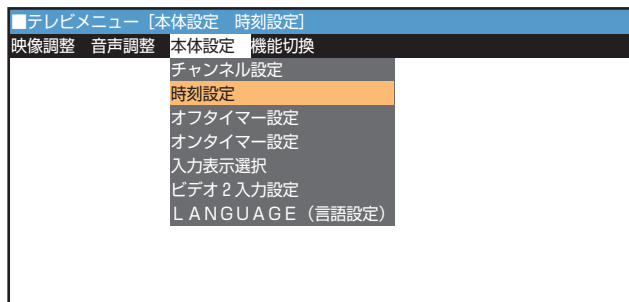 ■テレビメニュー［本体設定　時刻設定］
映像調整　音声調整　本体設定　機能切換
チャンネル設定
時刻設定
オフタイマー設定
オンタイマー設定
入力表示選択
ビデオ２入力設定
ＬＡＮＧＵＡＧＥ（言語設定）